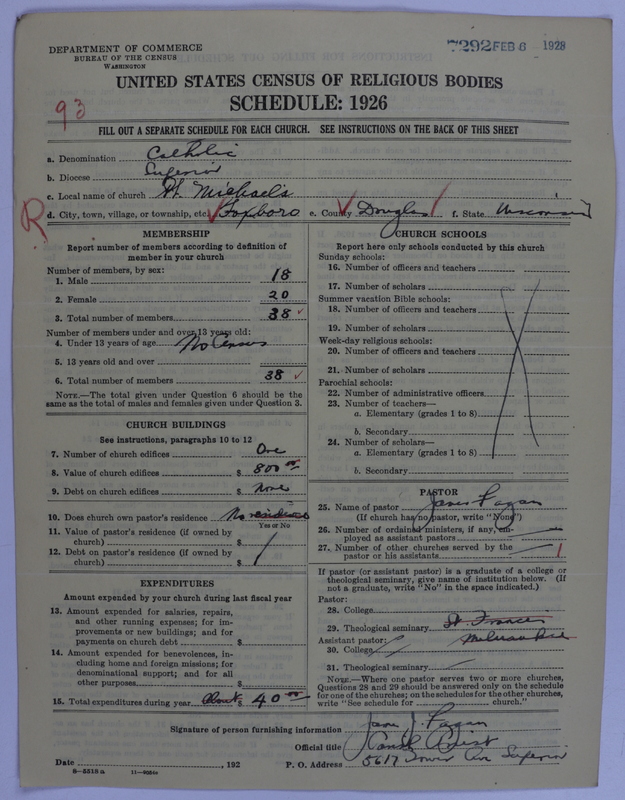 DEPARTMENT OF COMMERCE
BUREAU OF THE CENSUS
WASHINGTON
7292 FEB 6 1928
UNITED STATES CENSUS OF RELIGIOUS BODIES
SCHEDULE: 1926
93
FILL OUT A SEPARATE SCHEDULE FOR EACH CHURCH. SEE INSTRUCTIONS ON THE BACK OF THIS SHEET
a. Denomination Catholic
b. Diocese Superior
c. Local name of church St. Michael's
R d. City, town, village, or township, etc. Foxboro e. County Douglas f. State Wisconsin
MEMBERSHIP
Report number of members according to definition of
member in your church
Number of members, by sex:
1. Male 18
2. Female 20
3. Total number of members 38
Number of members under and over 13 years old:
4. Under 13 years of age No Census
5. 13 years old and over
6. Total number of members 38
NOTE.—The total given under Question 6 should be the
same as the total of males and females given under Question 3.
CHURCH BUILDINGS
See instructions, paragraphs 10 to 12
7. Number of church edifices One
8. Value of church edifices $ 800 00
9. Debt on church edifices $ None
10. Does church own pastor's residence No residence
Yes or No
11. Value of pastor's residence (if owned by
church) $
12. Debt on pastor's residence (if owned by
church) $
EXPENDITURES
Amount expended by your church during last fiscal year
13. Amount expended for salaries, repairs,
and other running expenses; for im-
provements or new buildings; and for
payments on church debt $
14. Amount expended for benevolences, in-
cluding home and foreign missions; for
denominational support; and for all
other purposes $
15. Total expenditures during year About $ 40 00
CHURCH SCHOOLS
Report here only schools conducted by this church
Sunday schools:
16. Number of officers and teachers
17. Number of scholars
Summer vacation Bible schools:
18. Number of officers and teachers
19. Number of scholars
Week-day religious schools:
20. Number of officers and teachers
21. Number of scholars
Parochial schools:
22. Number of administrative officers
23. Number of teachers—
a. Elementary (grades 1 to 8)
b. Secondary
24. Number of scholars—
a. Elementary (grades 1 to 8)
b. Secondary
PASTOR
25. Name of pastor James Fagan
(If church has no pastor, write "None")
26. Number of ordained ministers, if any, em-
ployed as assistant pastors
27. Number of other churches served by the
pastor or his assistants 1
If pastor (or assistant pastor) is a graduate of a college or
theological seminary, give name of institution below. (If
not a graduate, write "No" in the space indicated.)
Pastor:
28. College
29. Theological seminary St. Francis
Assistant pastor: Milwaukee
30. College
31. Theological seminary
NOTE.—Where one pastor serves two or more churches,
Questions 28 and 29 should be answered only on the schedule
for one of the churches; on the schedules for the other churches,
write "See schedule for church."
Signature of person furnishing information James J. Fagan
Official title Cath Priest
Date , 192 P. O. Address 5617 Tower Ave Superior
8-5518 a